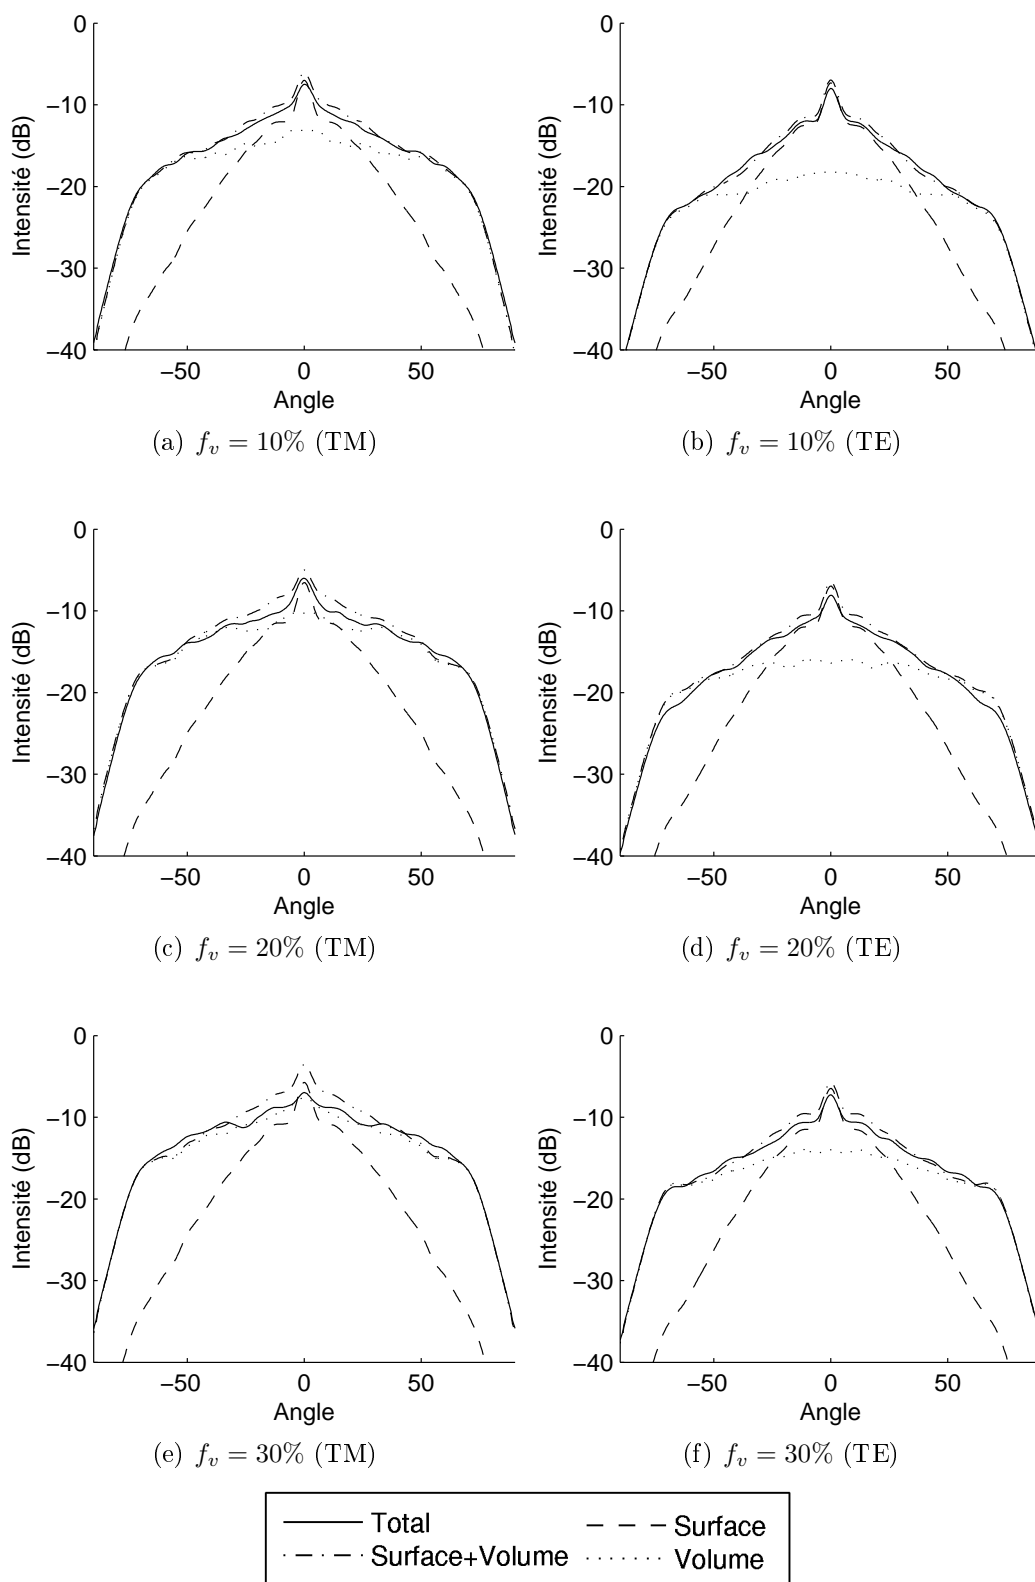 0
−10
−20
−30
−40
−50
0
50
Intensité (dB)
Angle
(a) f_v = 10% (TM)
0
−10
−20
−30
−40
−50
0
50
Intensité (dB)
Angle
(b) f_v = 10% (TE)
0
−10
−20
−30
−40
−50
0
50
Intensité (dB)
Angle
(c) f_v = 20% (TM)
0
−10
−20
−30
−40
−50
0
50
Intensité (dB)
Angle
(d) f_v = 20% (TE)
0
−10
−20
−30
−40
−50
0
50
Intensité (dB)
Angle
(e) f_v = 30% (TM)
0
−10
−20
−30
−40
−50
0
50
Intensité (dB)
Angle
(f) f_v = 30% (TE)
Total
Surface
Surface+Volume
Volume